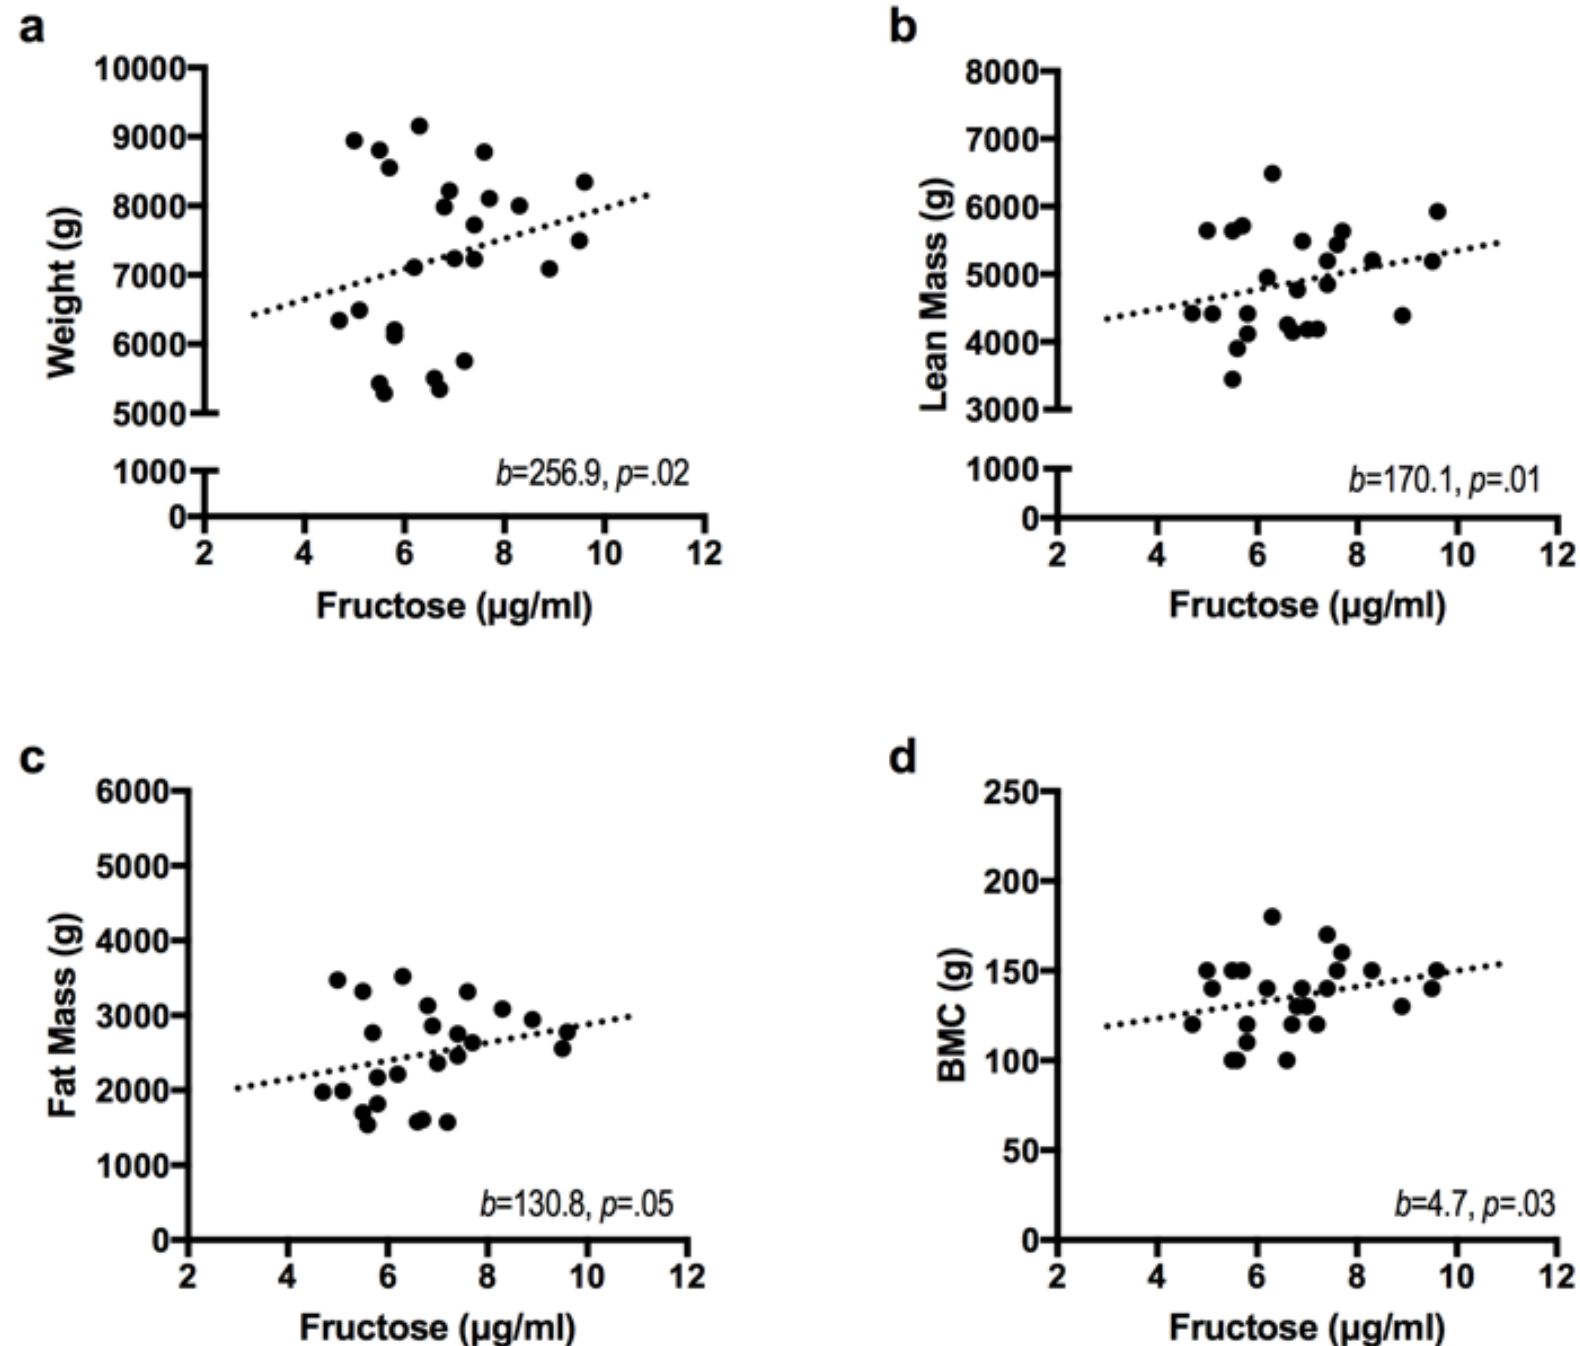 a
10000
9000
8000
7000
6000
5000
1000
0
2 4 6 8 10 12
Weight (g)
Fructose (µg/ml)
b=256.9, p=.02
b
8000
7000
6000
5000
4000
3000
1000
0
2 4 6 8 10 12
Lean Mass (g)
Fructose (µg/ml)
b=170.1, p=.01
c
6000
5000
4000
3000
2000
1000
0
2 4 6 8 10 12
Fat Mass (g)
Fructose (µg/ml)
b=130.8, p=.05
d
250
200
150
100
50
0
2 4 6 8 10 12
BMC (g)
Fructose (µg/ml)
b=4.7, p=.03